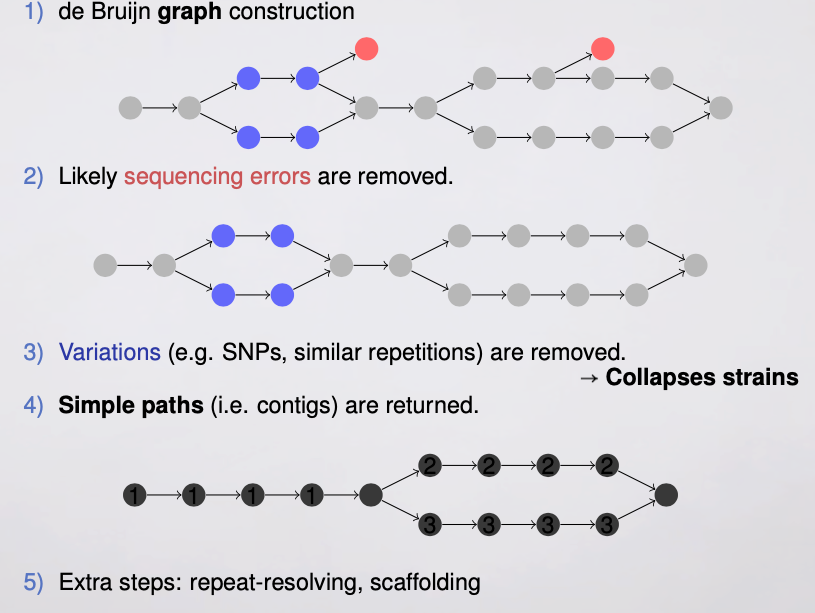 1) de Bruijn graph construction
2) Likely sequencing errors are removed.
3) Variations (e.g. SNPs, similar repetitions) are removed.
→ Collapses strains
4) Simple paths (i.e. contigs) are returned.
2 2 2 2
1 1 1 1
3 3 3 3
5) Extra steps: repeat-resolving, scaffolding